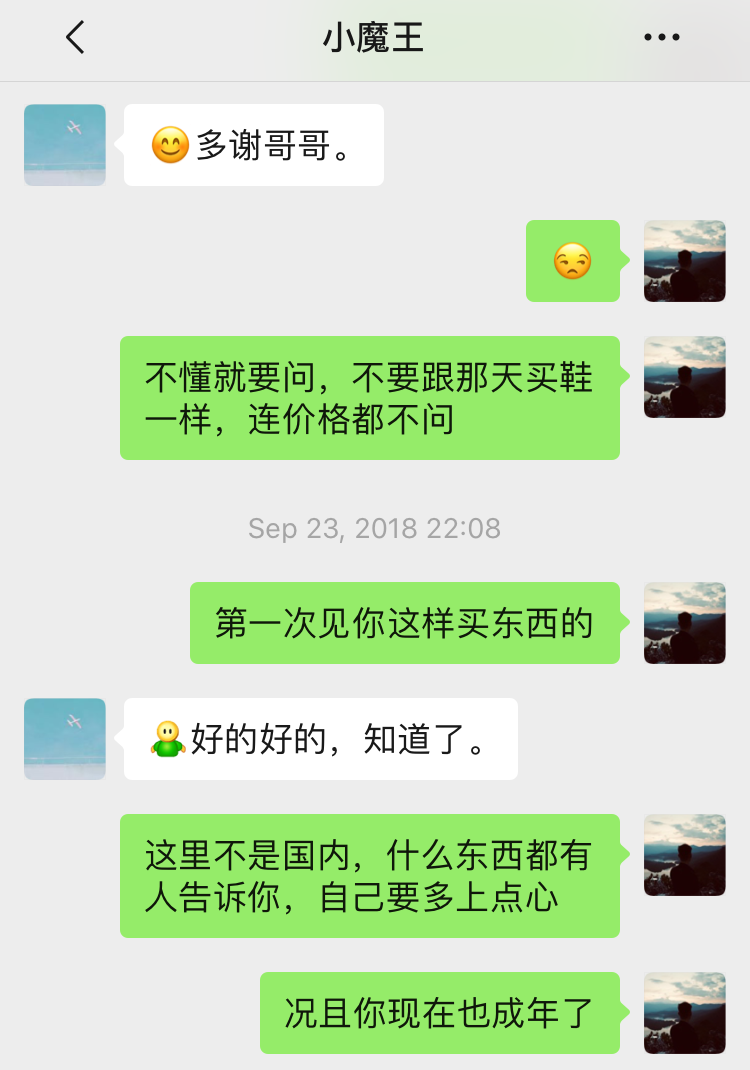 小魔王
😊多谢哥哥。
😒
不懂就要问，不要跟那天买鞋
一样，连价格都不问
Sep 23, 2018 22:08
第一次见你这样买东西的
好的好的，知道了。
这里不是国内，什么东西都有
人告诉你，自己要多上点心
况且你现在也成年了